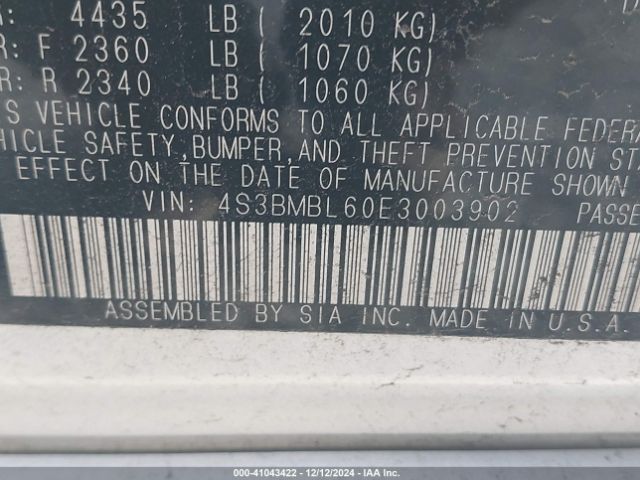 4435 LB ( 2010 KG)
: F 2360 LB ( 1070 KG)
R: R 2340 LB ( 1060 KG)
S VEHICLE CONFORMS TO ALL APPLICABLE FEDERA
HICLE SAFETY,BUMPER,AND THEFT PREVENTION STA
EFFECT ON THE DATE OF MANUFACTURE SHOWN
VIN: 4S3BMBL60E3003902 PASSE
ASSEMBLED BY SIA INC. MADE IN U.S.A.
000-41043422 - 12/12/2024 - IAA Inc.